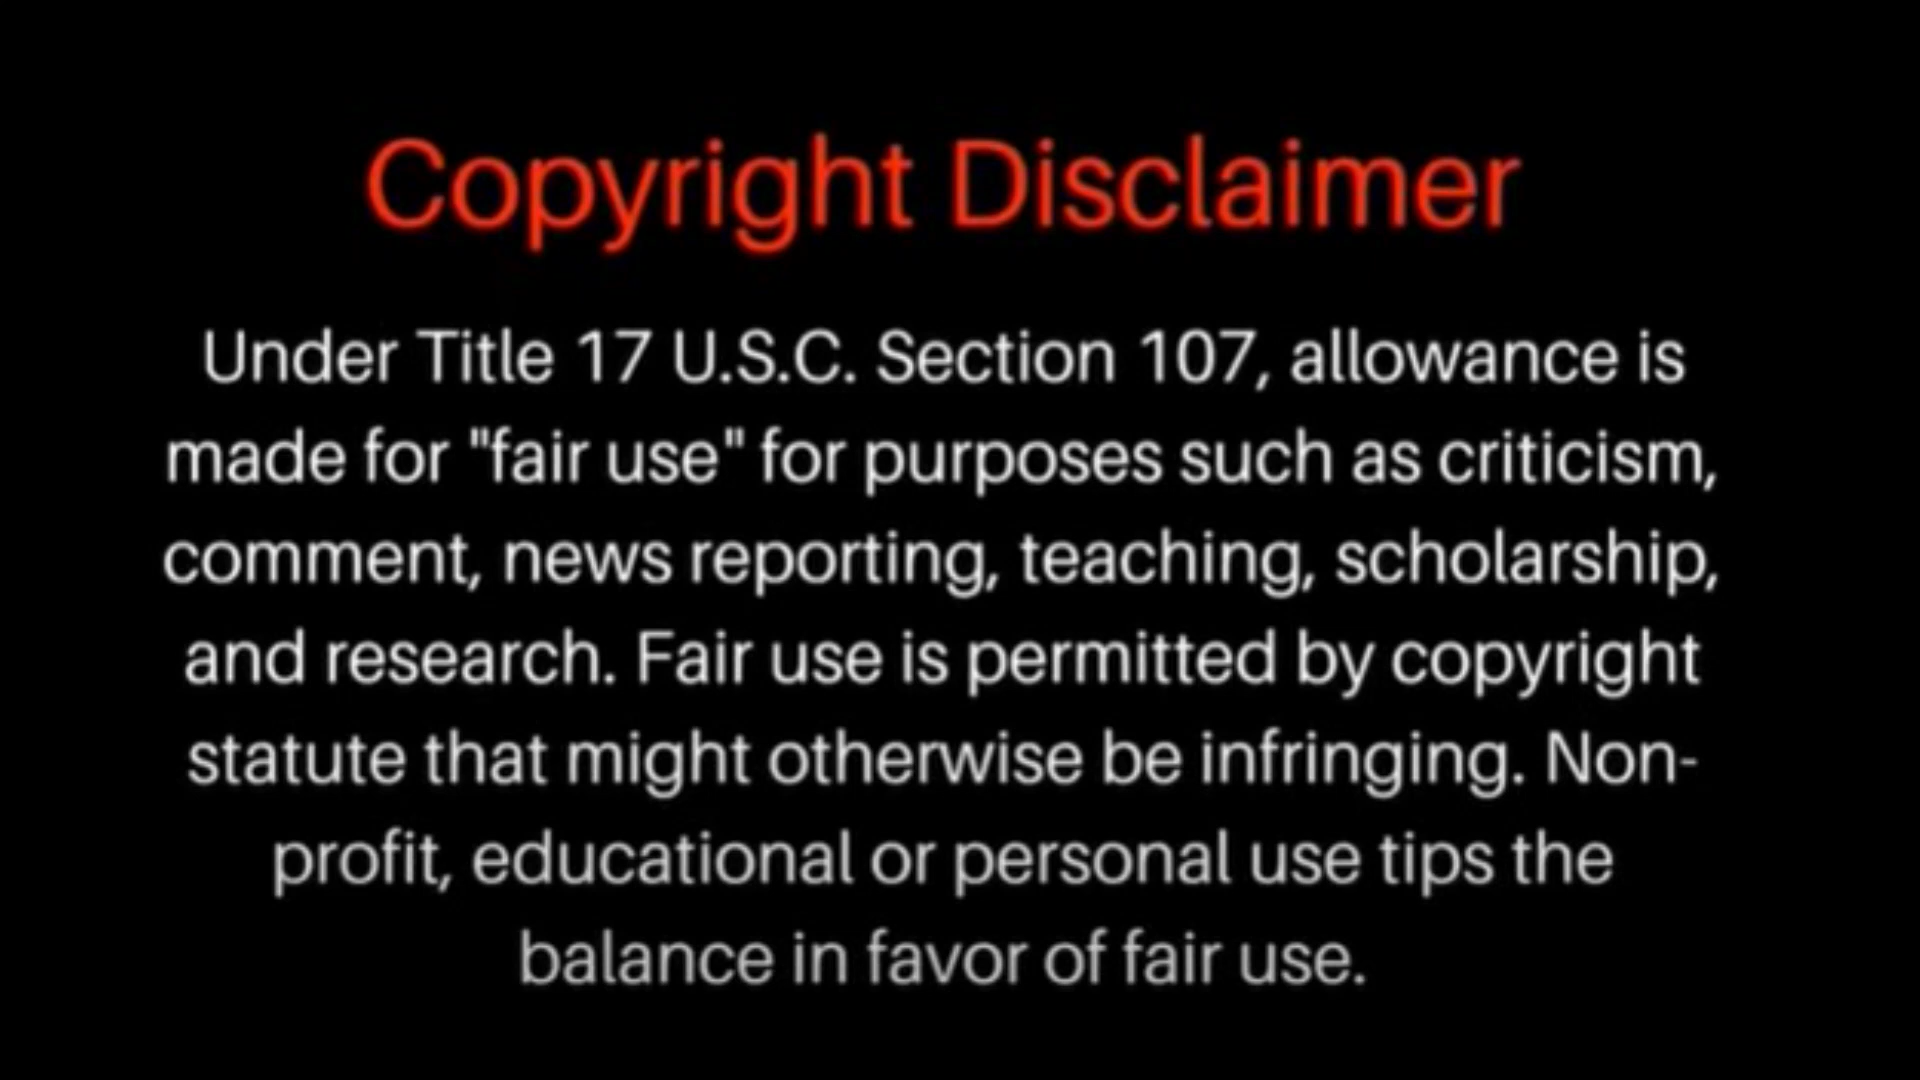 Copyright Disclaimer
Under Title 17 U.S.C. Section 107, allowance is
made for "fair use" for purposes such as criticism,
comment, news reporting, teaching, scholarship,
and research. Fair use is permitted by copyright
statute that might otherwise be infringing. Non-
profit, educational or personal use tips the
balance in favor of fair use.